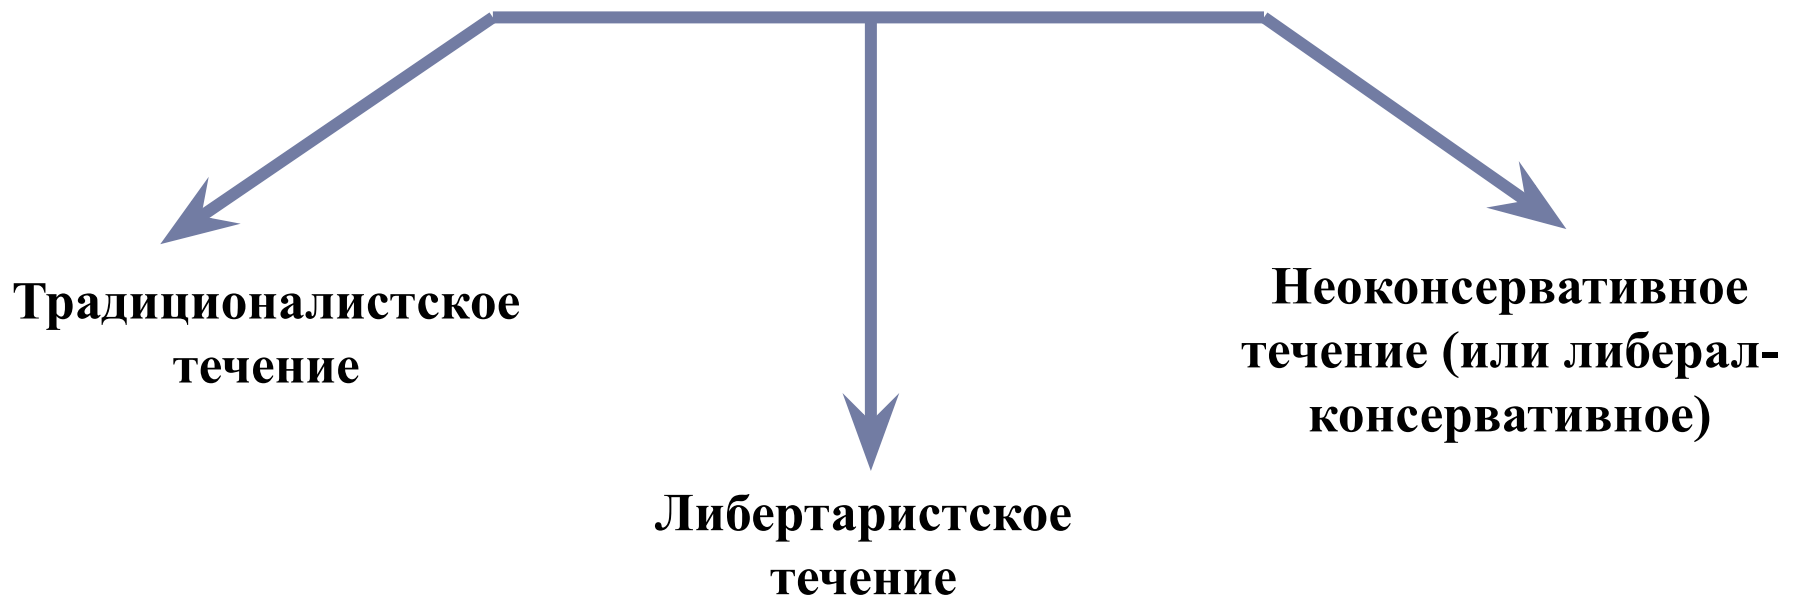 Традиционалистское
течение
Либертаристское
течение
Неоконсервативное
течение (или либерал-
консервативное)